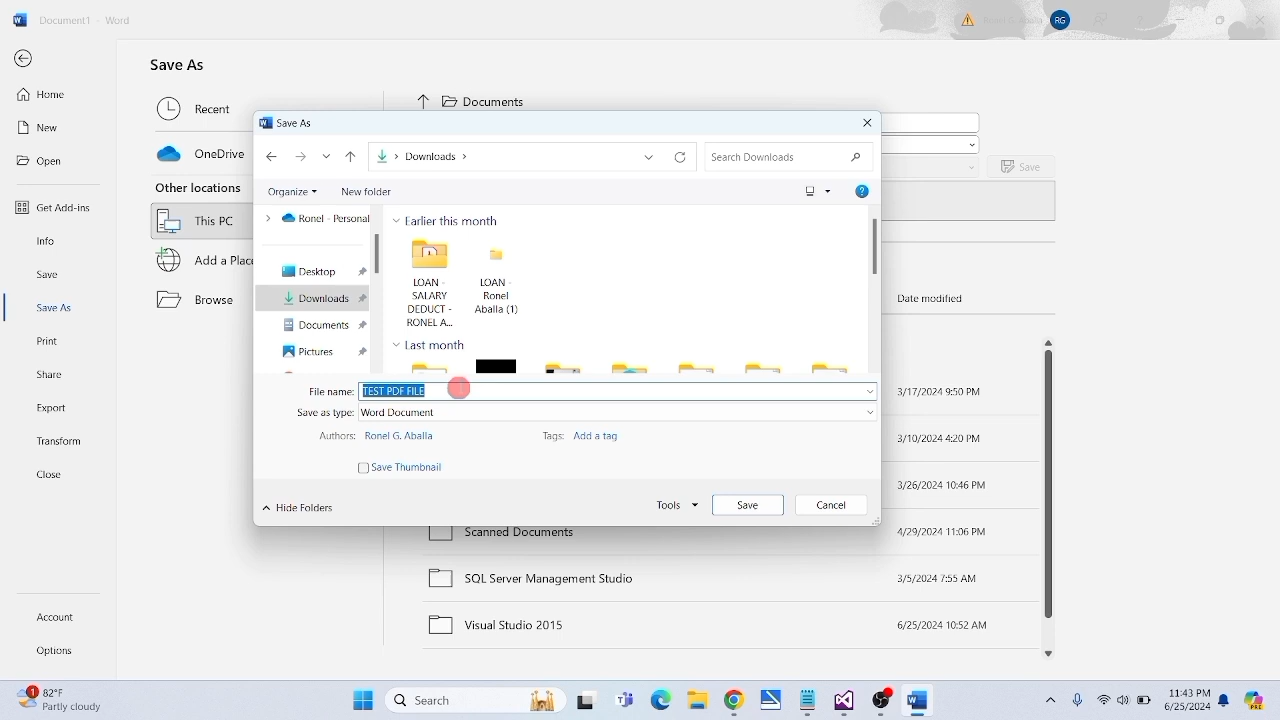 Document1 - Word
RG
Home
New
Open
Get Add-ins
Info
Save
Save As
Print
Share
Export
Transform
Close
Account
Options
Save As
Recent
OneDrive
Other locations
This PC
Add a Place
Browse
Documents
Save
Date modified
3/17/2024 9:50 PM
3/10/2024 4:20 PM
3/26/2024 10:46 PM
Scanned Documents 4/29/2024 11:06 PM
SQL Server Management Studio 3/5/2024 7:55 AM
Visual Studio 2015 6/25/2024 10:52 AM
Save As
Downloads
Search Downloads
Organize New folder
Ronel - Personal
Desktop
Downloads
Documents
Pictures
Earlier this month
LOAN -
SALARY
DEDUCT -
RONEL A...
LOAN -
Ronel
Aballa (1)
Last month
File name: TEST PDF FILE
Save as type: Word Document
Authors: Ronel G. Aballa Tags: Add a tag
Save Thumbnail
Hide Folders Tools Save Cancel
1
82°F
Partly cloudy
Search
11:43 PM
6/25/2024